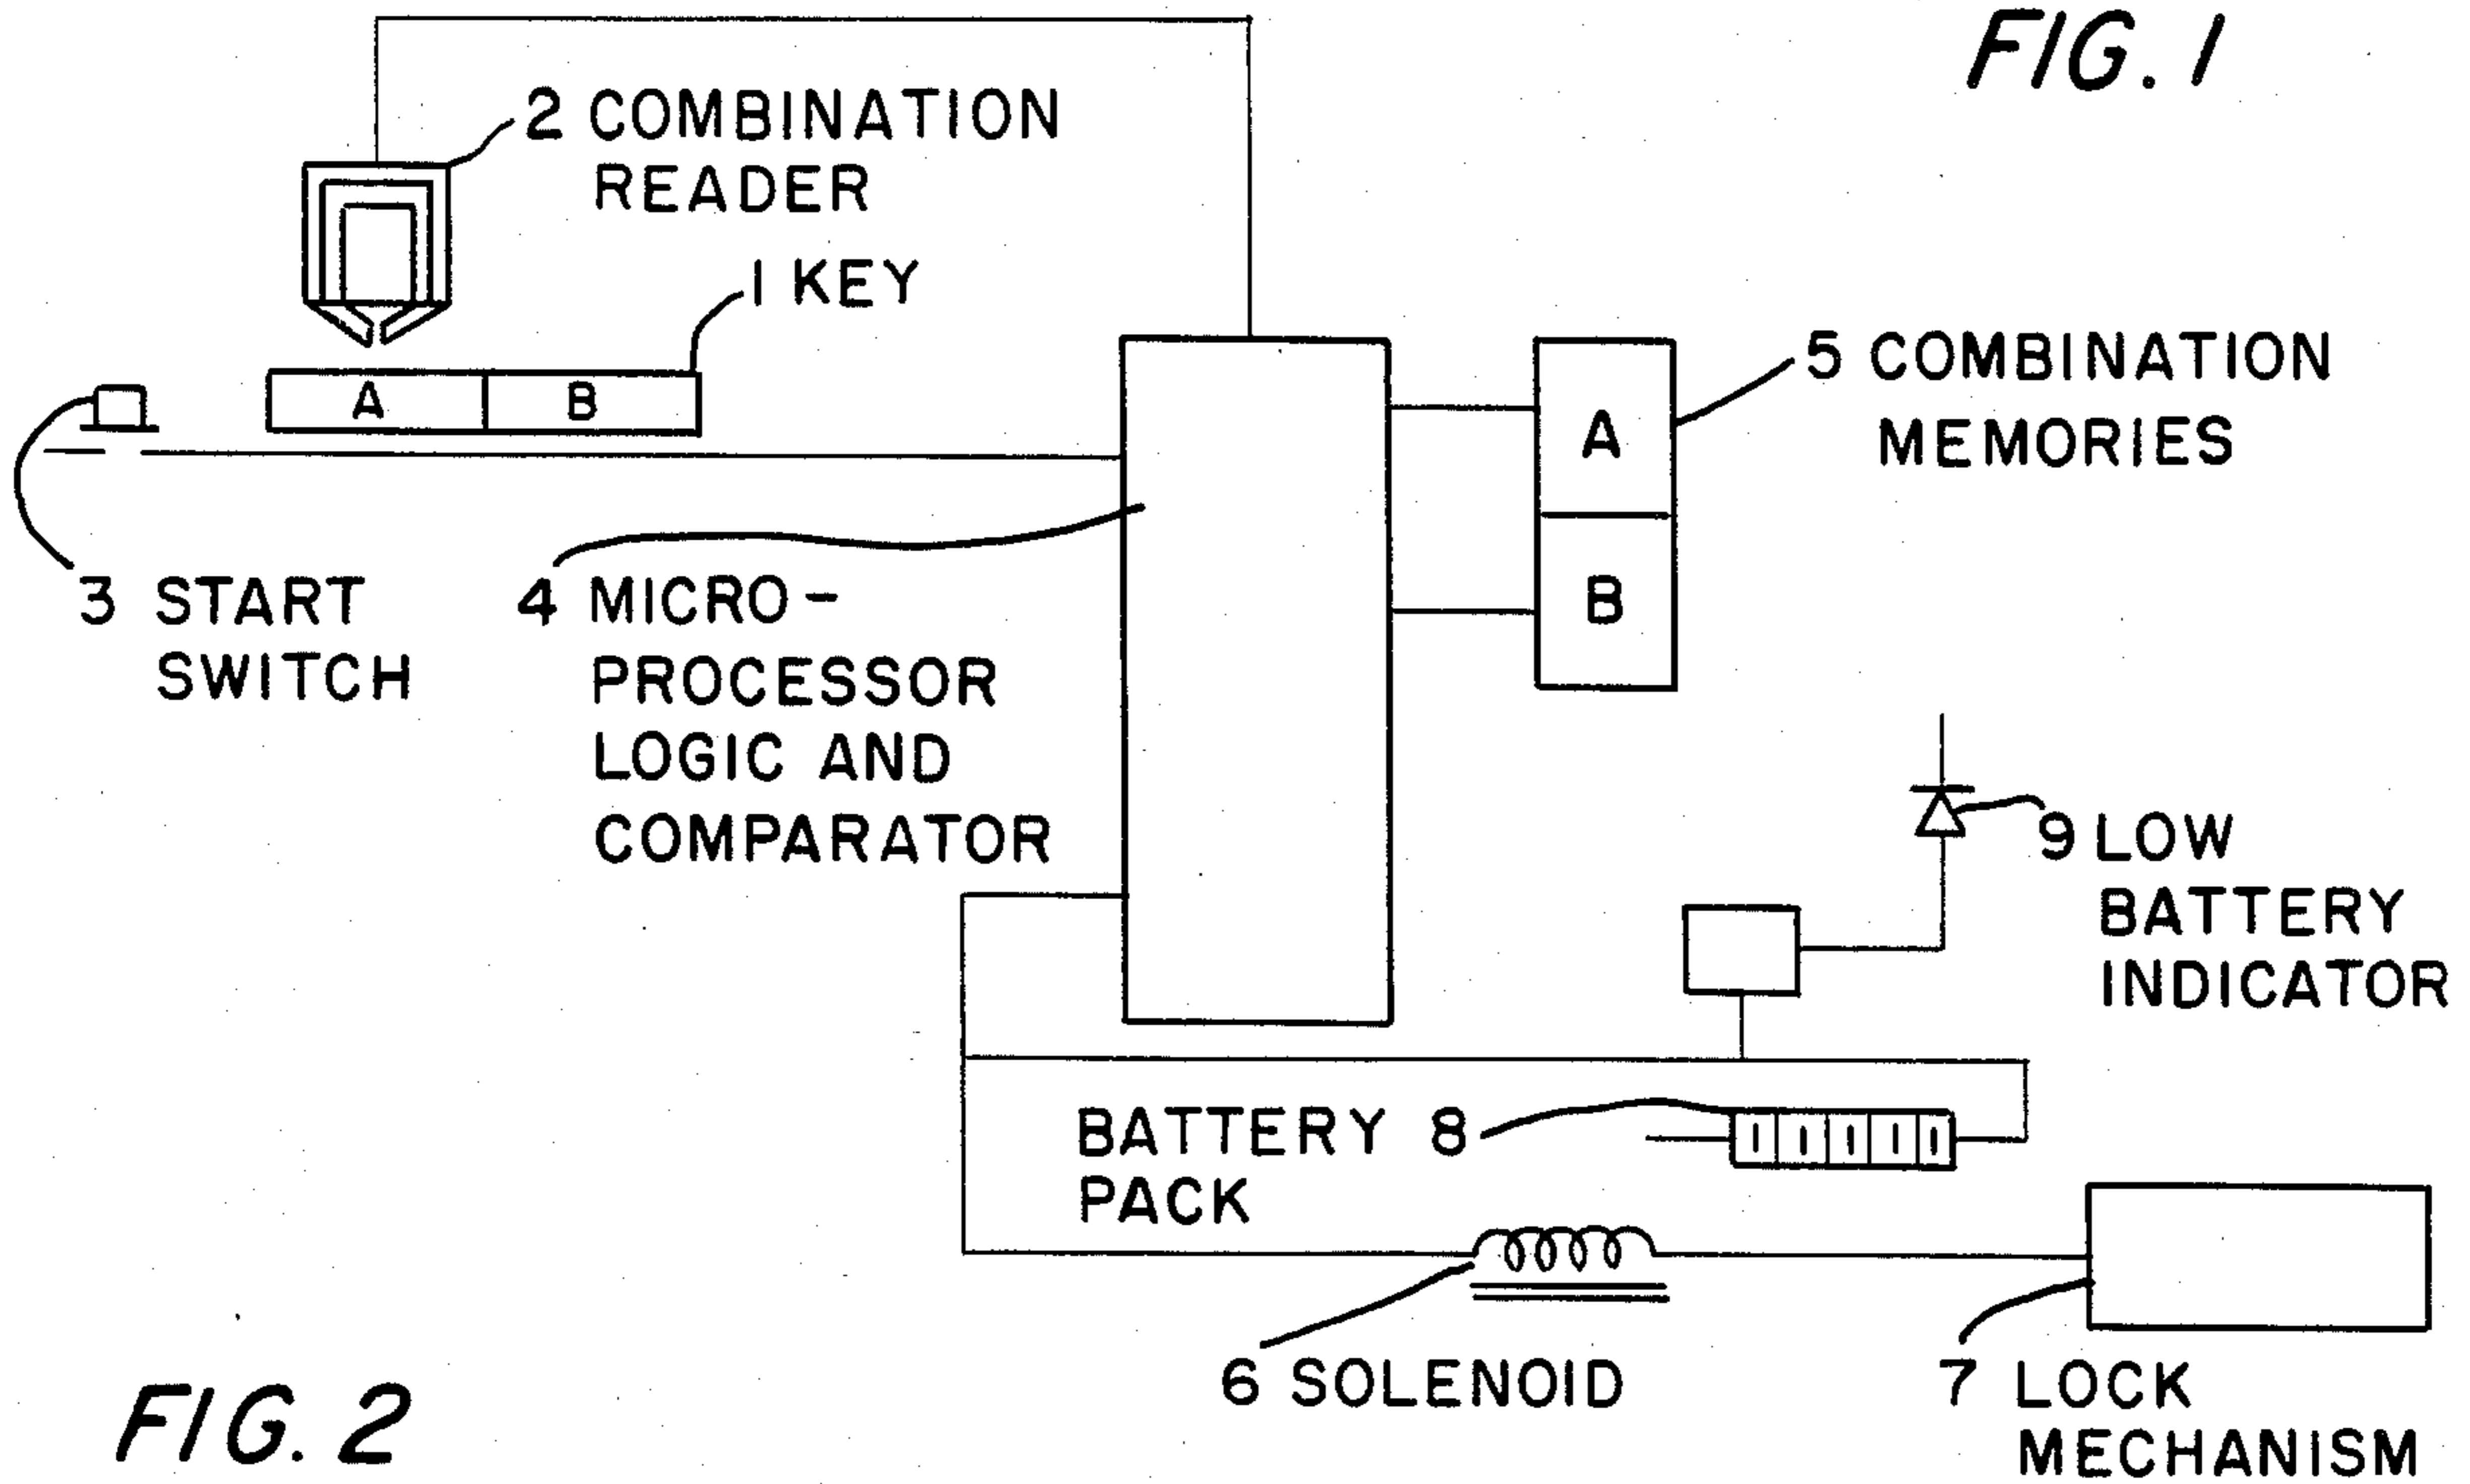 FIG. 1
2 COMBINATION
READER
1 KEY
A B
3 START
SWITCH
4 MICRO-
PROCESSOR
LOGIC AND
COMPARATOR
A
B
5 COMBINATION
MEMORIES
9 LOW
BATTERY
INDICATOR
BATTERY 8
PACK
6 SOLENOID
7 LOCK
MECHANISM
FIG. 2